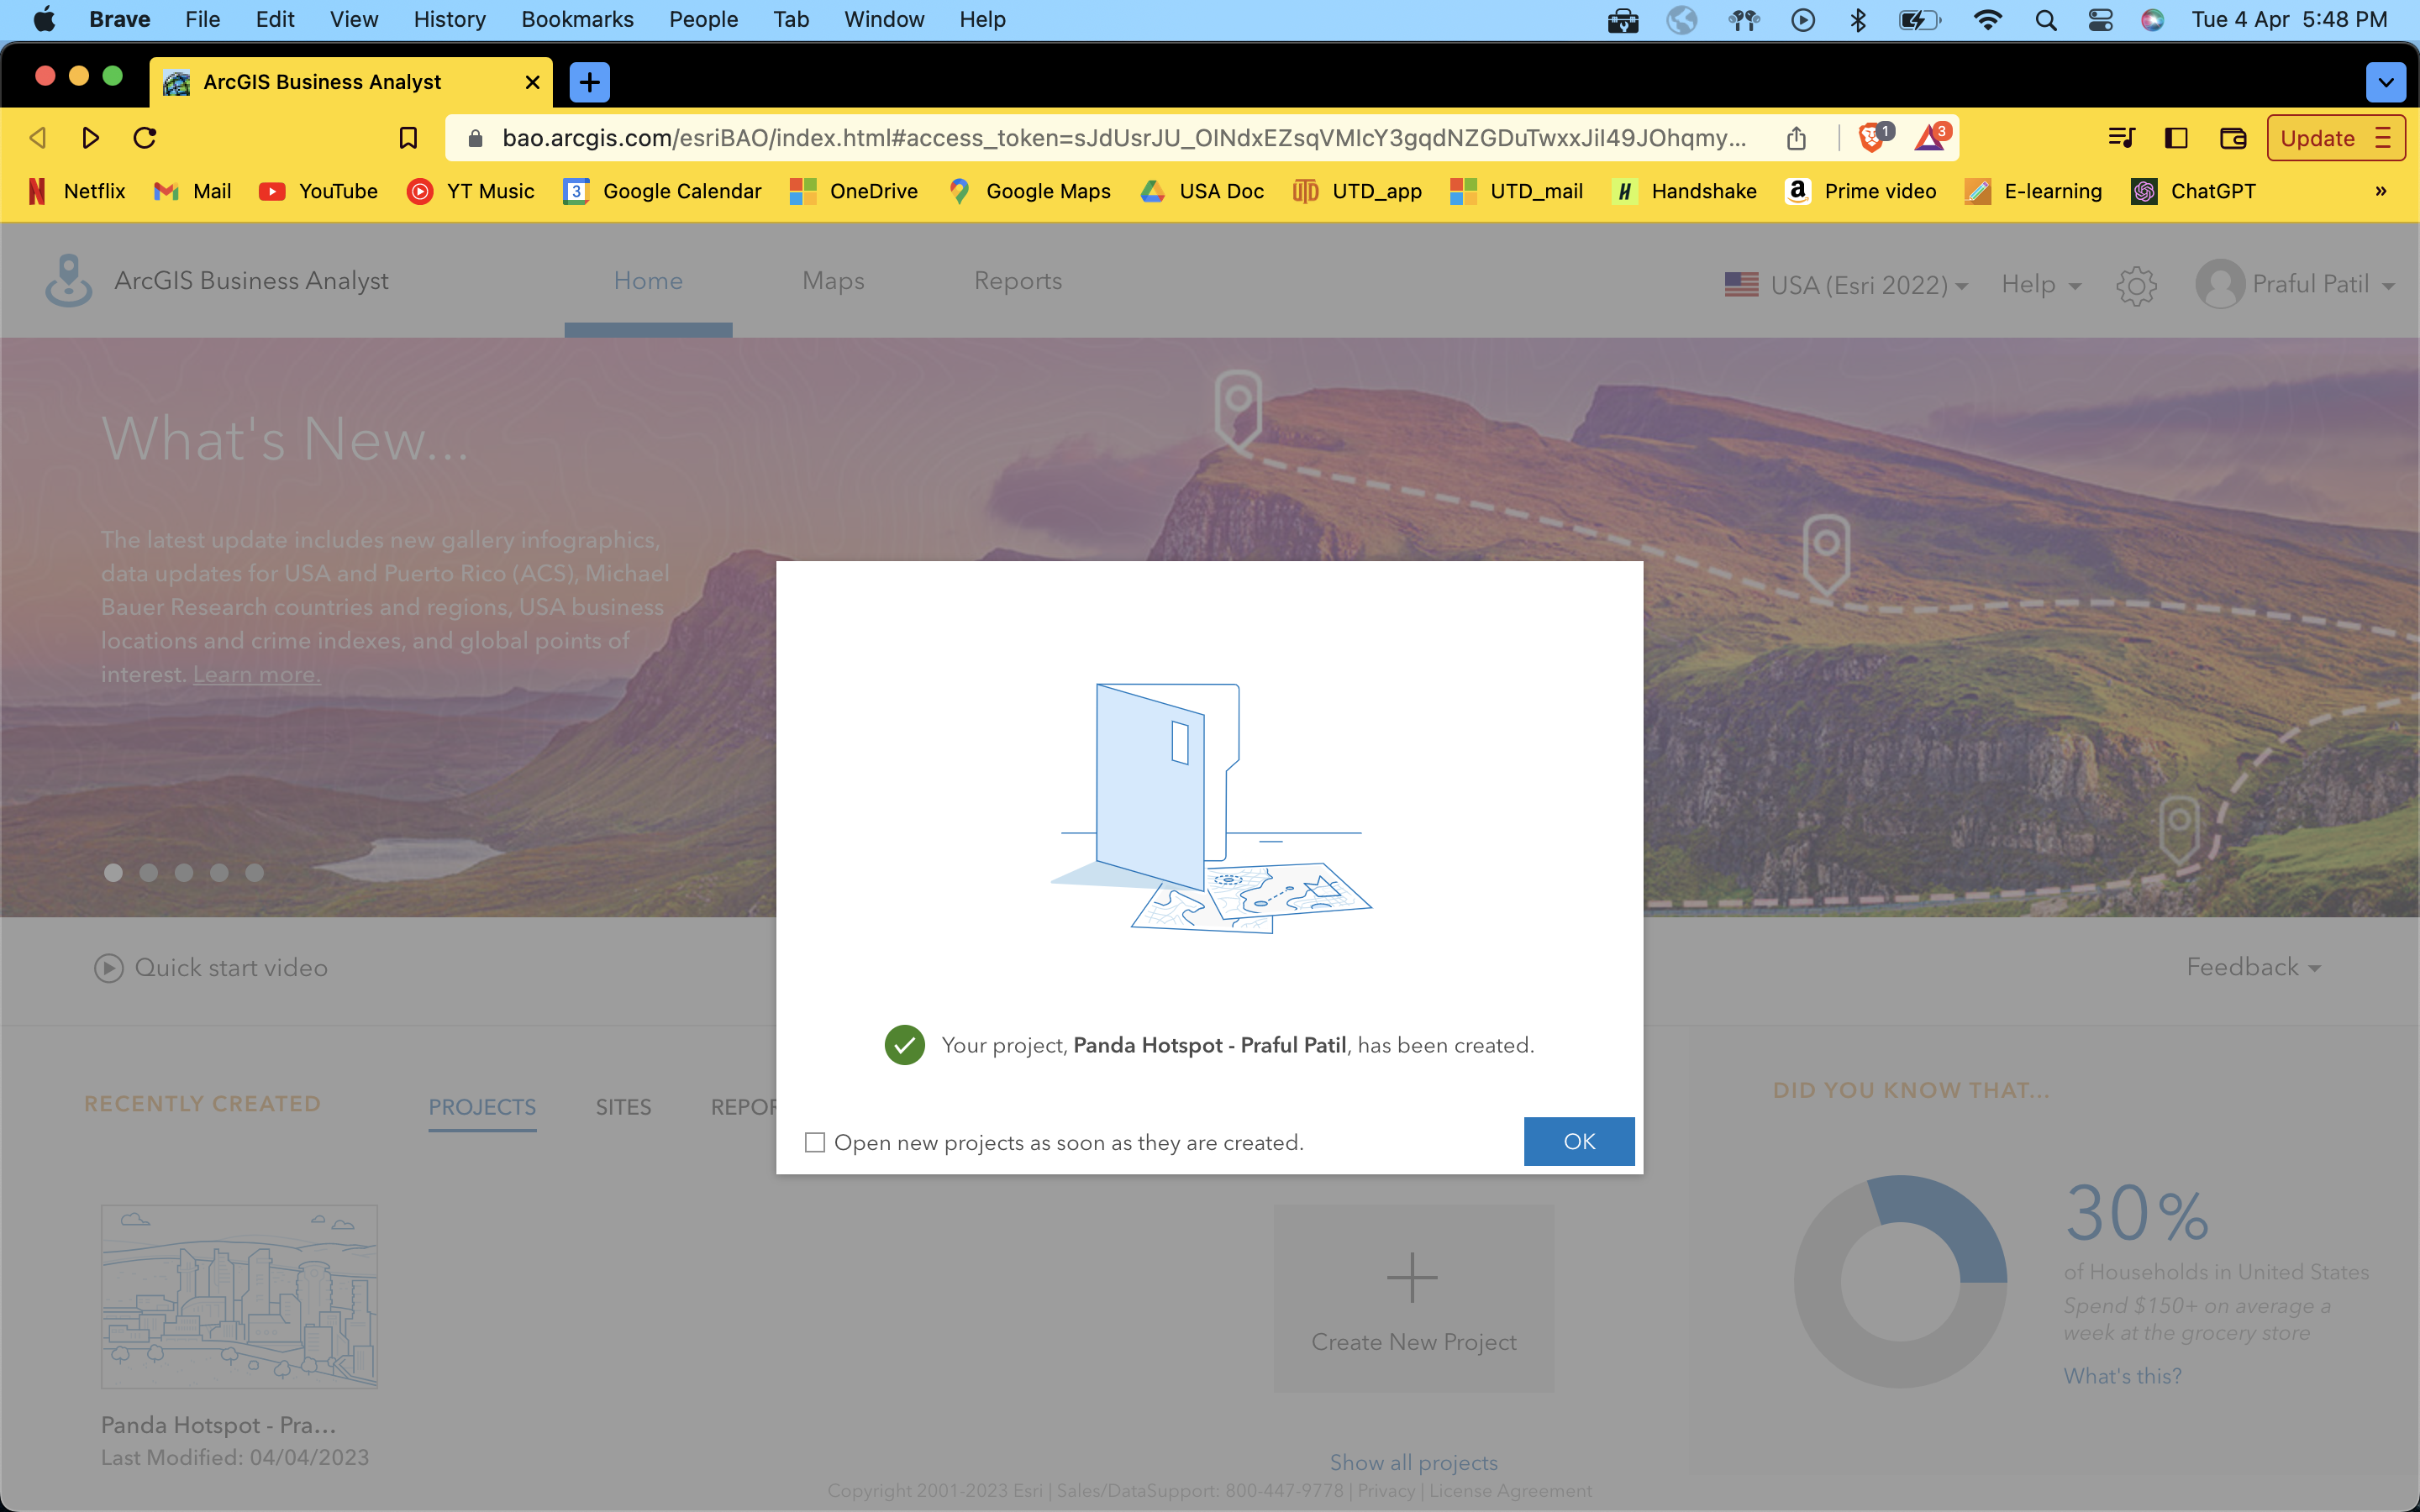 Brave File Edit View History Bookmarks People Tab Window Help Tue 4 Apr 5:48 PM
ArcGIS Business Analyst
bao.arcgis.com/esriBAO/index.html#access_token=sJdUsrJU_OINdxEZsqVMIcY3gqdNZGDuTwxxJiI49JOhqmy... 1 3 Update
Netflix Mail YouTube YT Music 3 Google Calendar OneDrive Google Maps USA Doc UTD_app UTD_mail H Handshake a Prime video E-learning ChatGPT »
ArcGIS Business Analyst Home Maps Reports USA (Esri 2022) Help Praful Patil
What's New...
The latest update includes new gallery infographics,
data updates for USA and Puerto Rico (ACS), Michael
Bauer Research countries and regions, USA business
locations and crime indexes, and global points of
interest. Learn more.
Quick start video Feedback
Your project, Panda Hotspot - Praful Patil, has been created.
Open new projects as soon as they are created. OK
RECENTLY CREATED PROJECTS SITES REPOR
Create New Project
Panda Hotspot - Pra...
Last Modified: 04/04/2023
Show all projects
DID YOU KNOW THAT...
30%
of Households in United States
Spend $150+ on average a
week at the grocery store
What's this?
Copyright 2001-2023 Esri | Sales/DataSupport: 800-447-9778 | Privacy | License Agreement